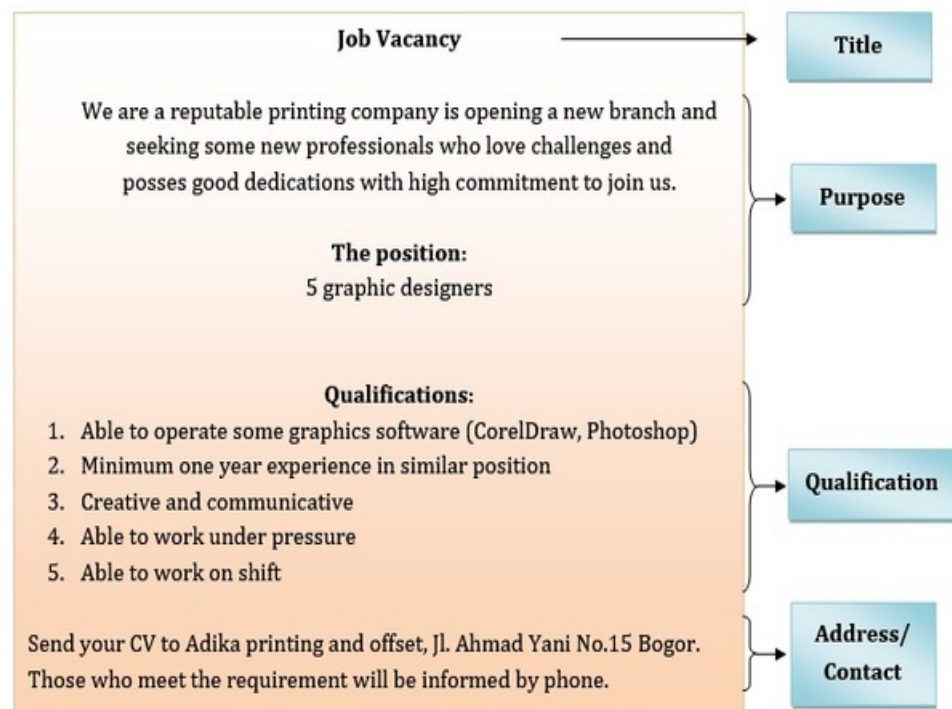 Job Vacancy
Title
We are a reputable printing company is opening a new branch and
seeking some new professionals who love challenges and
posses good dedications with high commitment to join us.
Purpose
The position:
5 graphic designers
Qualifications:
1. Able to operate some graphics software (CorelDraw, Photoshop)
2. Minimum one year experience in similar position
3. Creative and communicative
4. Able to work under pressure
5. Able to work on shift
Qualification
Send your CV to Adika printing and offset, Jl. Ahmad Yani No.15 Bogor.
Those who meet the requirement will be informed by phone.
Address/
Contact